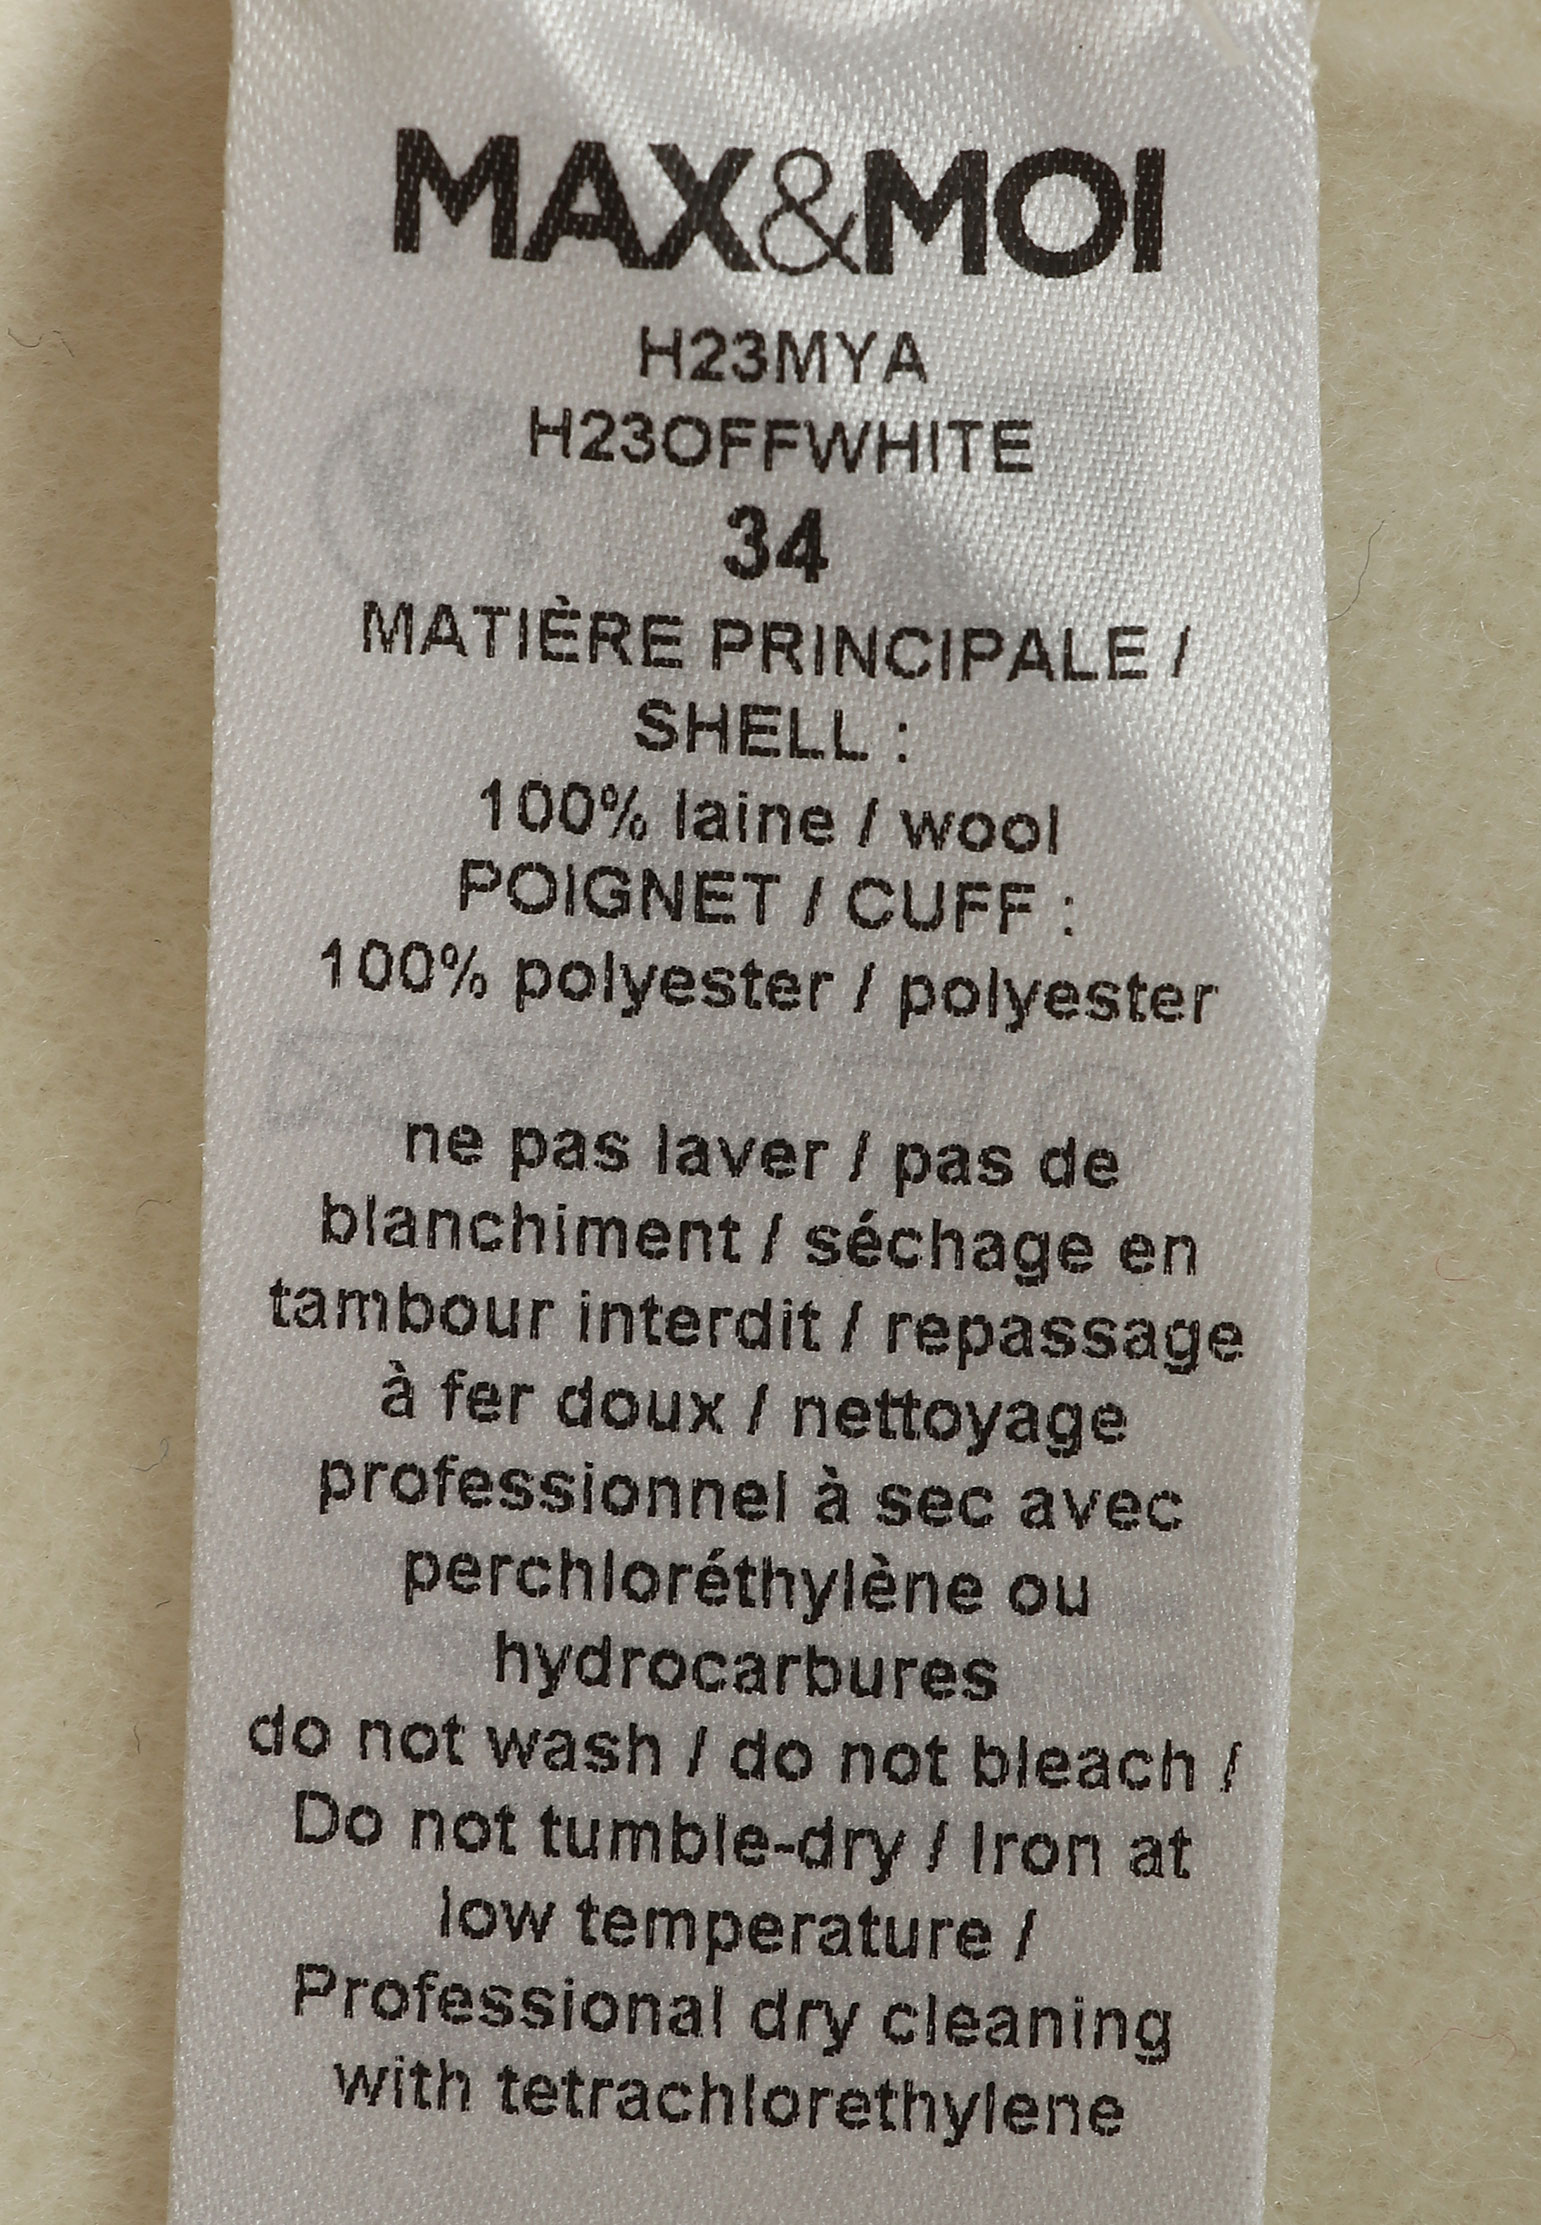 MAX&MOI
H23MYA
H23OFFWHITE
34
MATIÈRE PRINCIPALE /
SHELL :
100% laine / wool
POIGNET / CUFF :
100% polyester / polyester
ne pas laver / pas de
blanchiment / séchage en
tambour interdit / repassage
à fer doux / nettoyage
professionnel à sec avec
perchloréthylène ou
hydrocarbures
do not wash / do not bleach /
Do not tumble-dry / Iron at
low temperature /
Professional dry cleaning
with tetrachlorethylene